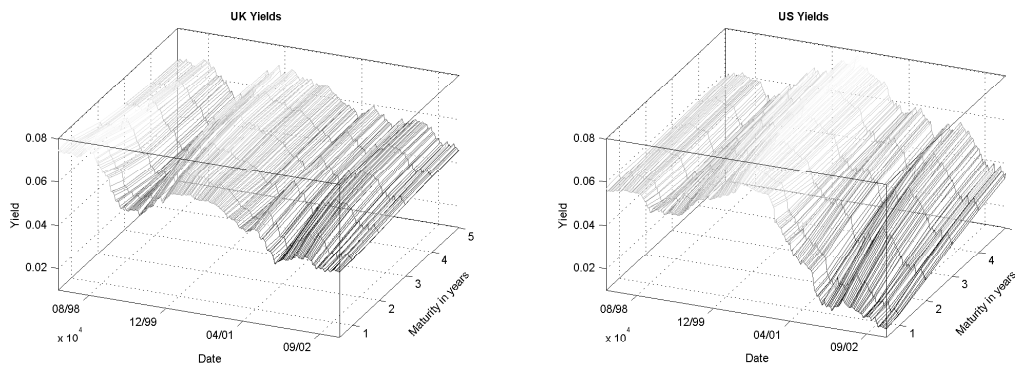 UK Yields
0.08
0.06
0.04
0.02
Yield
08/98
12/99
04/01
09/02
x 10^4
Date
1
2
3
4
5
Maturity in years
US Yields
0.08
0.06
0.04
0.02
Yield
08/98
12/99
04/01
09/02
x 10^4
Date
1
2
3
4
Maturity in years